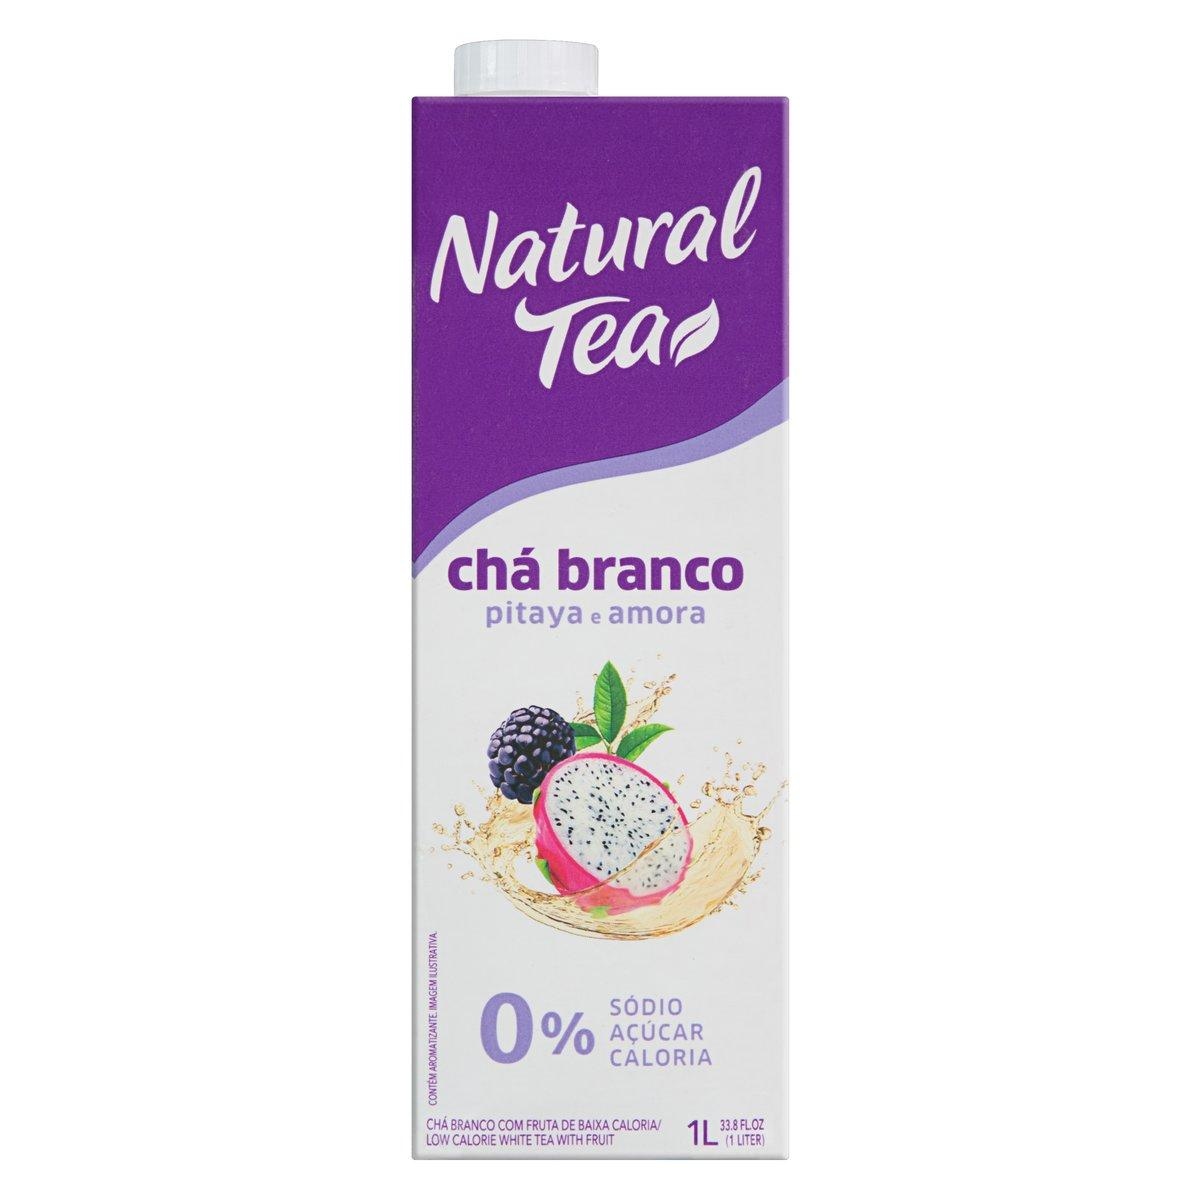 Natural
Tea
chá branco
pitaya e amora
CONTÉM AROMATIZANTE. IMAGEM ILUSTRATIVA.
0%
SÓDIO
AÇÚCAR
CALORIA
CHÁ BRANCO COM FRUTA DE BAIXA CALORIA/
LOW CALORIE WHITE TEA WITH FRUIT
1L
33.8 FL OZ
(1 LITER)